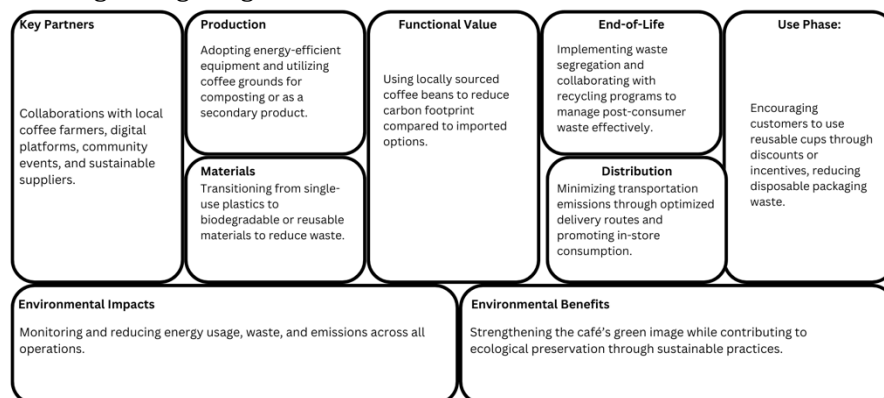 Key Partners
Collaborations with local
coffee farmers, digital
platforms, community
events, and sustainable
suppliers.
Production
Adopting energy-efficient
equipment and utilizing
coffee grounds for
composting or as a
secondary product.
Materials
Transitioning from single-
use plastics to
biodegradable or reusable
materials to reduce waste.
Functional Value
Using locally sourced
coffee beans to reduce
carbon footprint
compared to imported
options.
End-of-Life
Implementing waste
segregation and
collaborating with
recycling programs to
manage post-consumer
waste effectively.
Distribution
Minimizing transportation
emissions through optimized
delivery routes and
promoting in-store
consumption.
Use Phase:
Encouraging
customers to use
reusable cups through
discounts or
incentives, reducing
disposable packaging
waste.
Environmental Impacts
Monitoring and reducing energy usage, waste, and emissions across all
operations.
Environmental Benefits
Strengthening the café's green image while contributing to
ecological preservation through sustainable practices.